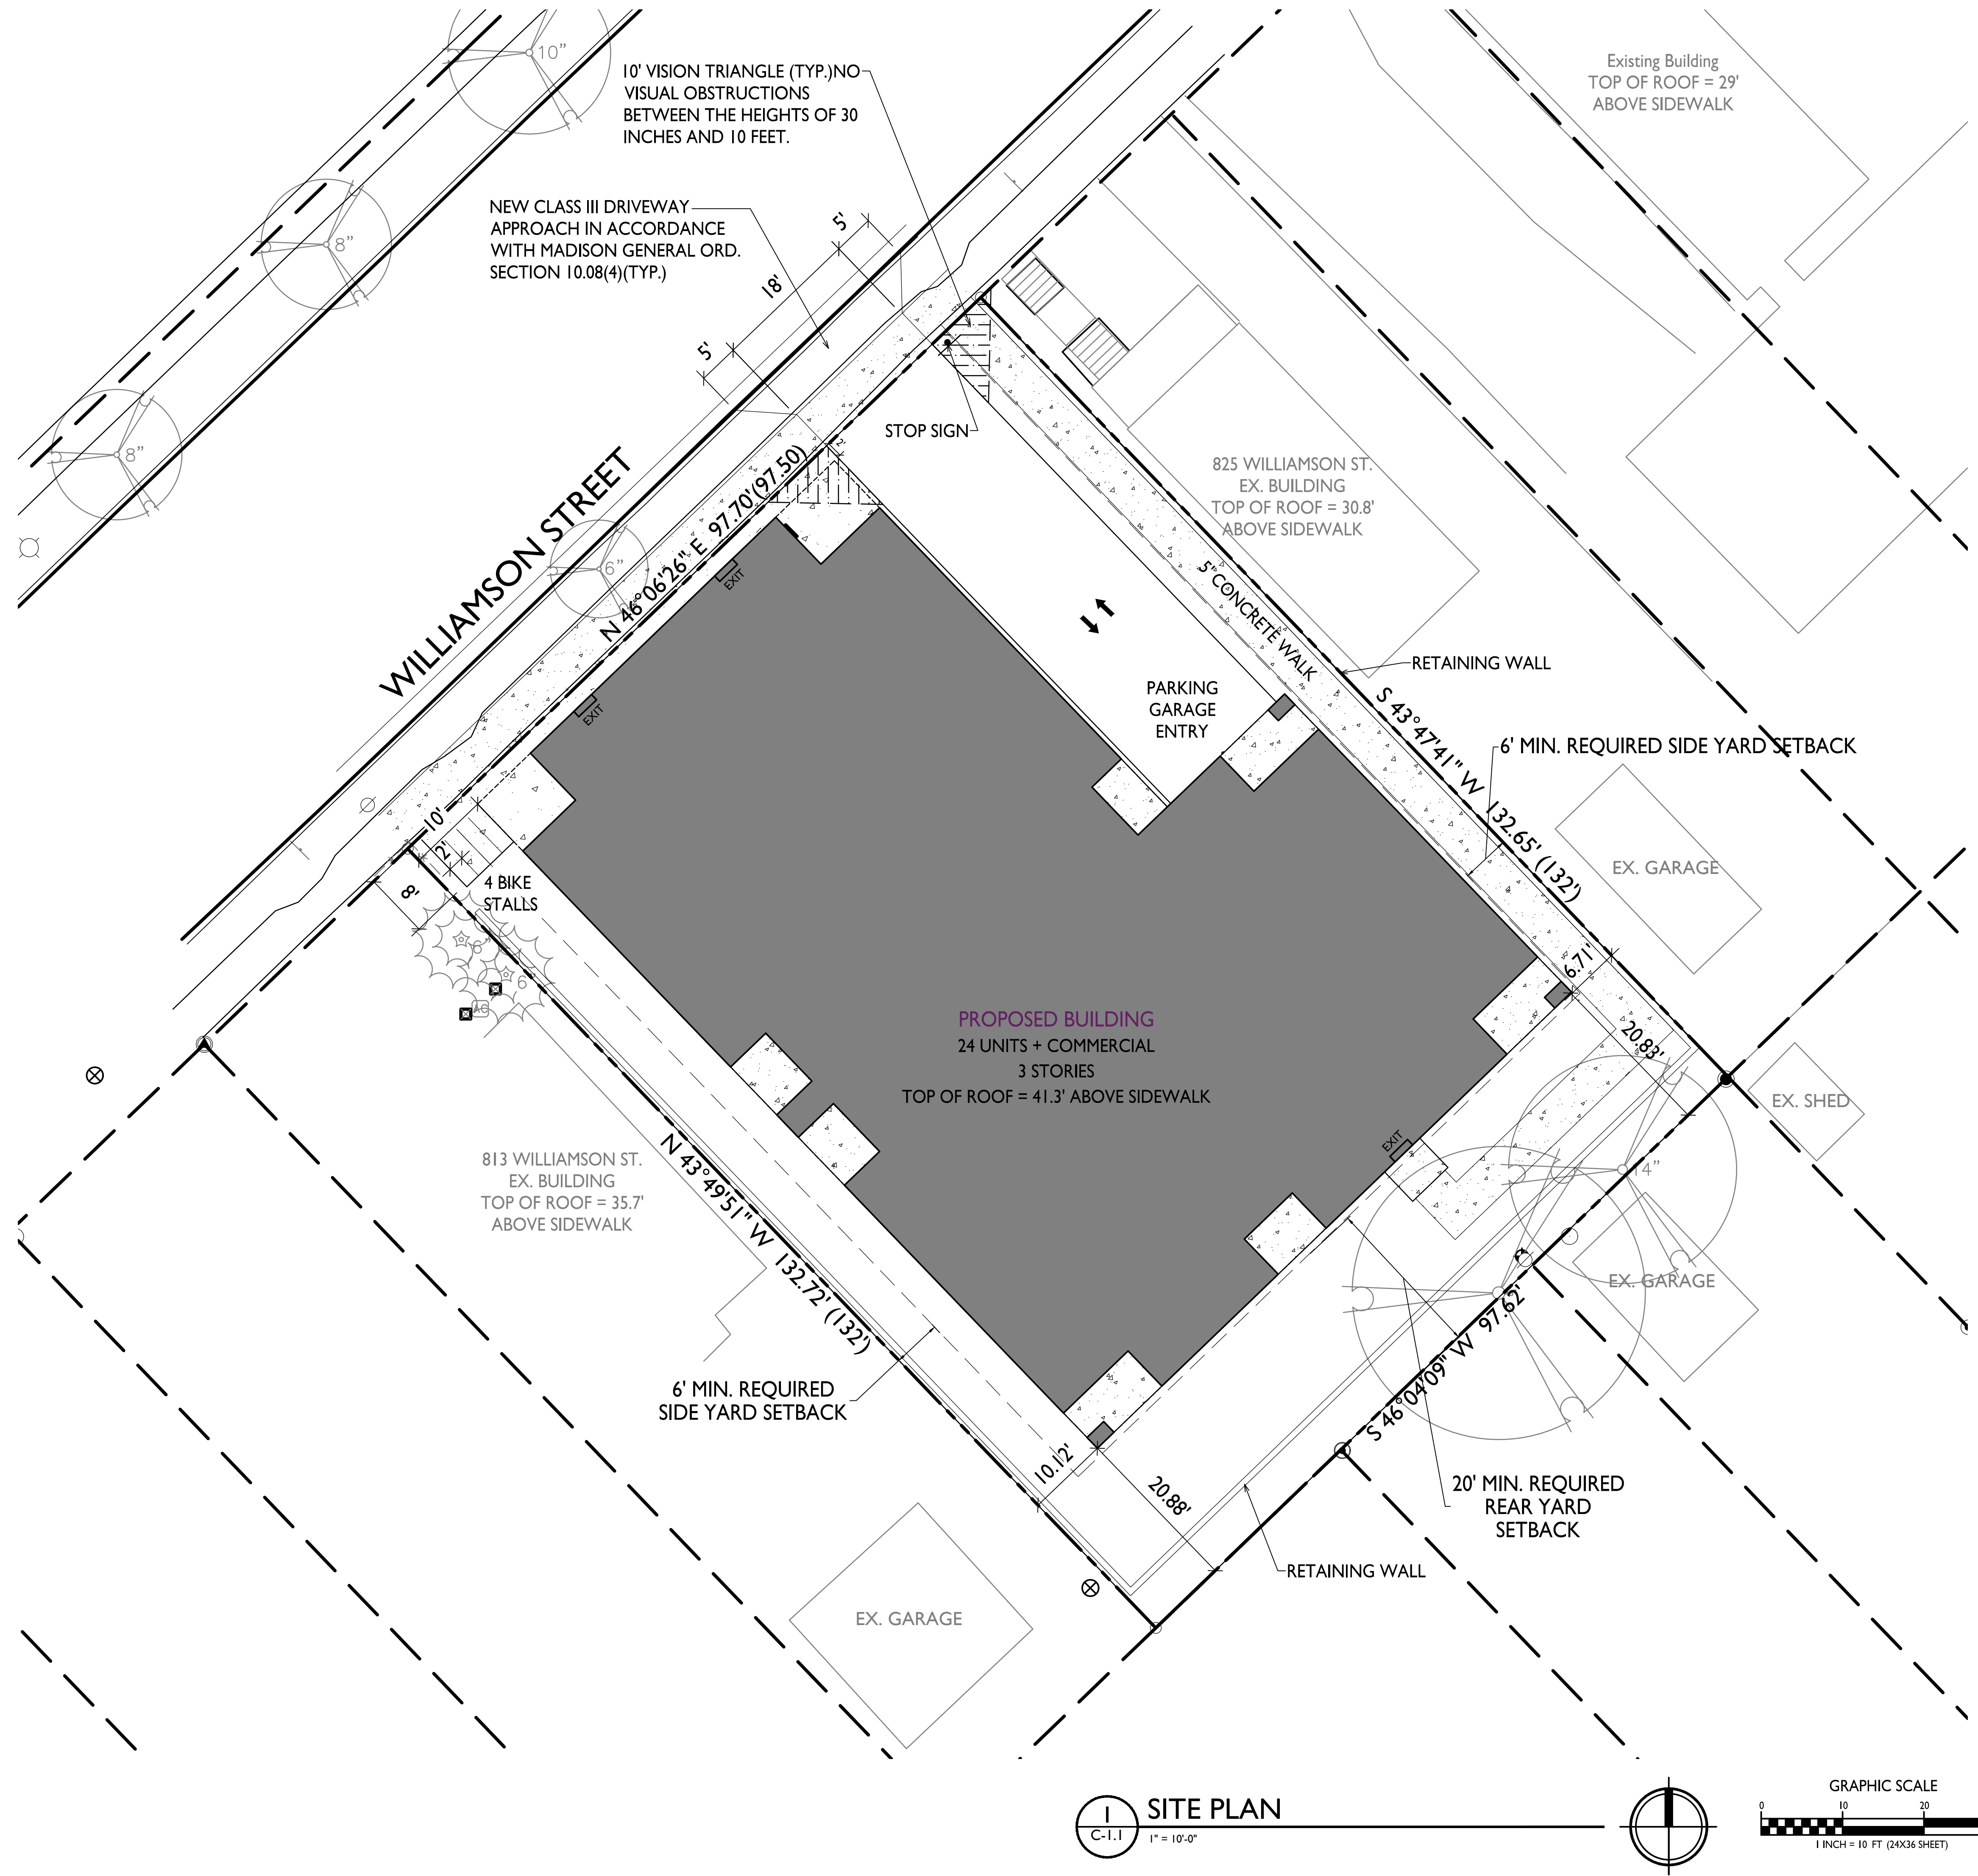 10”
10' VISION TRIANGLE (TYP.)NO
VISUAL OBSTRUCTIONS
BETWEEN THE HEIGHTS OF 30
INCHES AND 10 FEET.
Existing Building
TOP OF ROOF = 29'
ABOVE SIDEWALK
NEW CLASS III DRIVEWAY
APPROACH IN ACCORDANCE
WITH MADISON GENERAL ORD.
SECTION 10.08(4)(TYP.)
5'
18'
5'
8”
8”
STOP SIGN
2'
825 WILLIAMSON ST.
EX. BUILDING
TOP OF ROOF = 30.8'
ABOVE SIDEWALK
WILLIAMSON STREET
N 46°06'26" E 97.70'(97.50)
6”
EXIT
EXIT
5' CONCRETE WALK
RETAINING WALL
PARKING
GARAGE
ENTRY
S 43°47'41" W 132.65' (132')
6' MIN. REQUIRED SIDE YARD SETBACK
10'
2'
8'
4 BIKE
STALLS
EX. GARAGE
6”
6”
AC
6.71'
20.83'
PROPOSED BUILDING
24 UNITS + COMMERCIAL
3 STORIES
TOP OF ROOF = 41.3' ABOVE SIDEWALK
EX. SHED
EXIT
14”
813 WILLIAMSON ST.
EX. BUILDING
TOP OF ROOF = 35.7'
ABOVE SIDEWALK
N 43°49'51" W 132.72' (132')
EX. GARAGE
S 46°04'09" W 97.62'
6' MIN. REQUIRED
SIDE YARD SETBACK
10.12'
20.88'
20' MIN. REQUIRED
REAR YARD
SETBACK
RETAINING WALL
EX. GARAGE
1
C-1.1
SITE PLAN
1" = 10'-0"
GRAPHIC SCALE
0 10 20
1 INCH = 10 FT (24X36 SHEET)